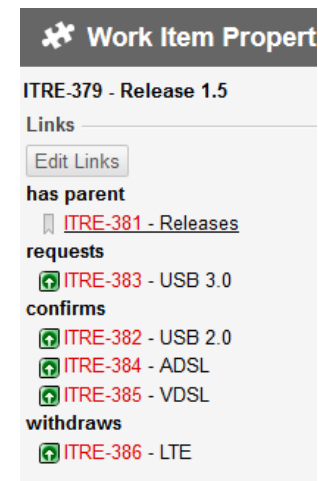 Work Item Propert
ITRE-379 - Release 1.5
Links
Edit Links
has parent
ITRE-381 - Releases
requests
ITRE-383 - USB 3.0
confirms
ITRE-382 - USB 2.0
ITRE-384 - ADSL
ITRE-385 - VDSL
withdraws
ITRE-386 - LTE